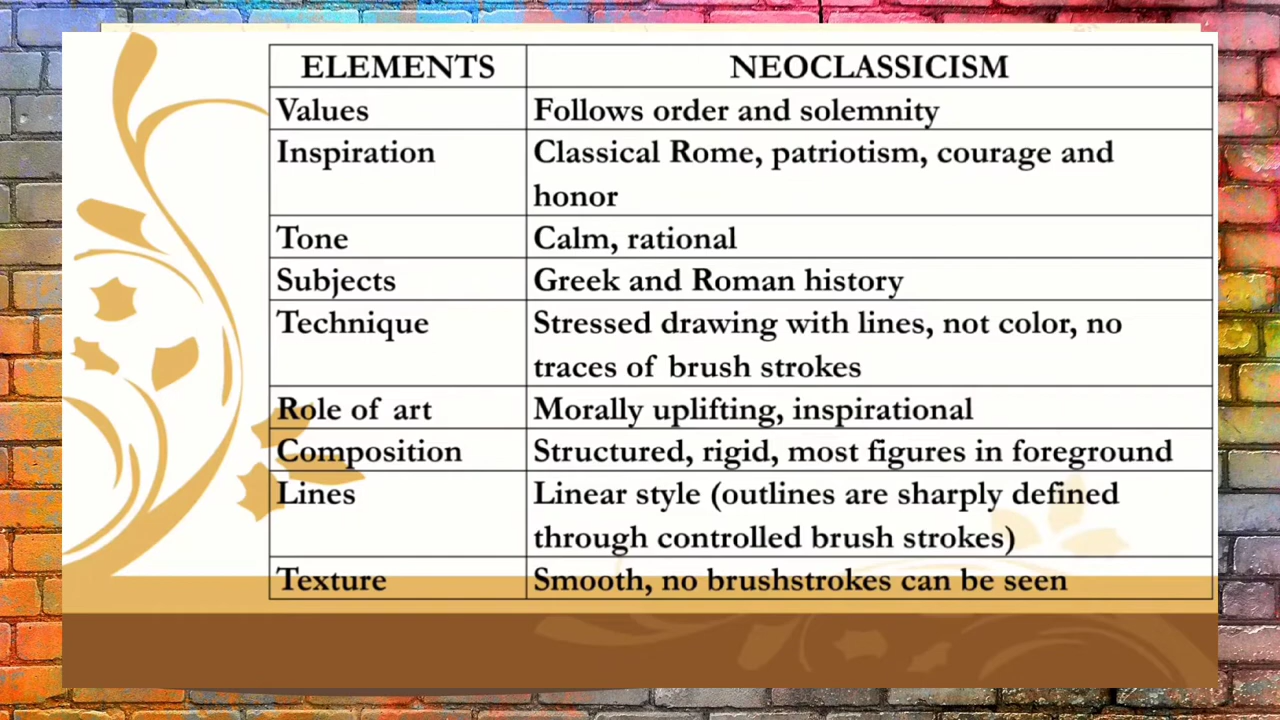 ELEMENTS NEOCLASSICISM
Values Follows order and solemnity
Inspiration Classical Rome, patriotism, courage and
honor
Tone Calm, rational
Subjects Greek and Roman history
Technique Stressed drawing with lines, not color, no
traces of brush strokes
Role of art Morally uplifting, inspirational
Composition Structured, rigid, most figures in foreground
Lines Linear style (outlines are sharply defined
through controlled brush strokes)
Texture Smooth, no brushstrokes can be seen